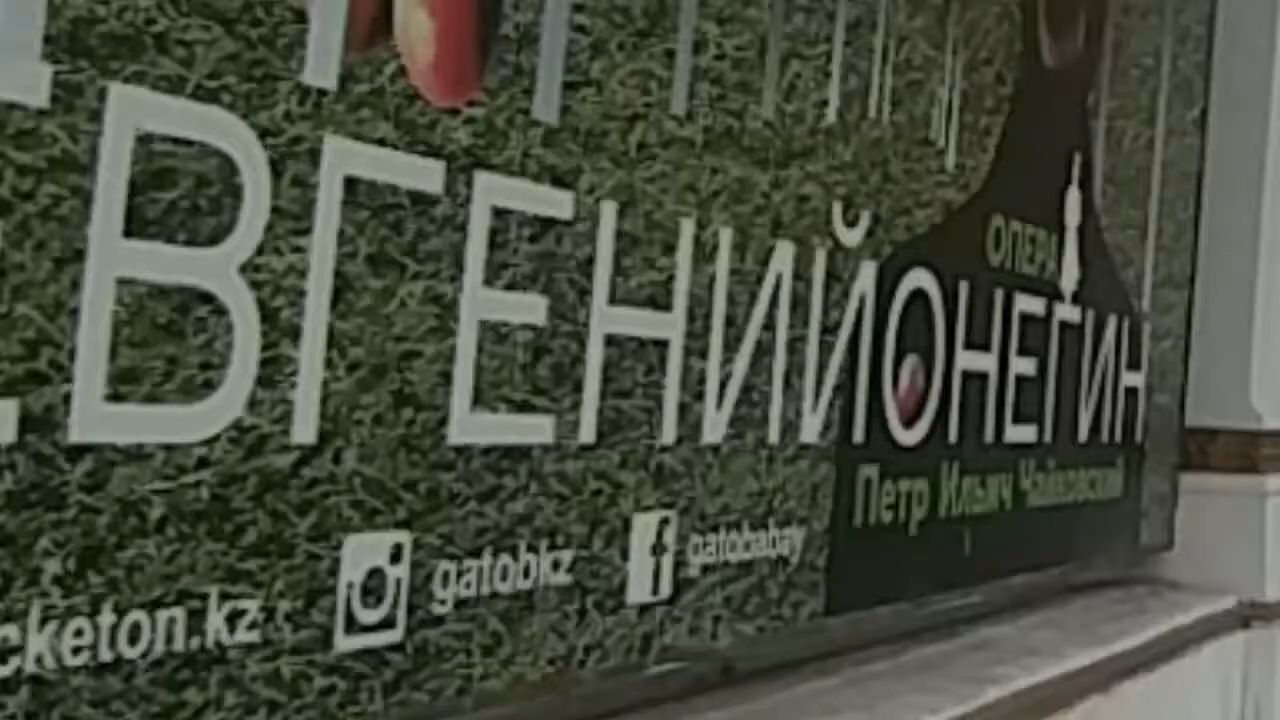 ОПЕРА
ЕВГЕНИЙ ОНЕГИН
Петр Ильич Чайковский
cketon.kz gatobkz gatobabay